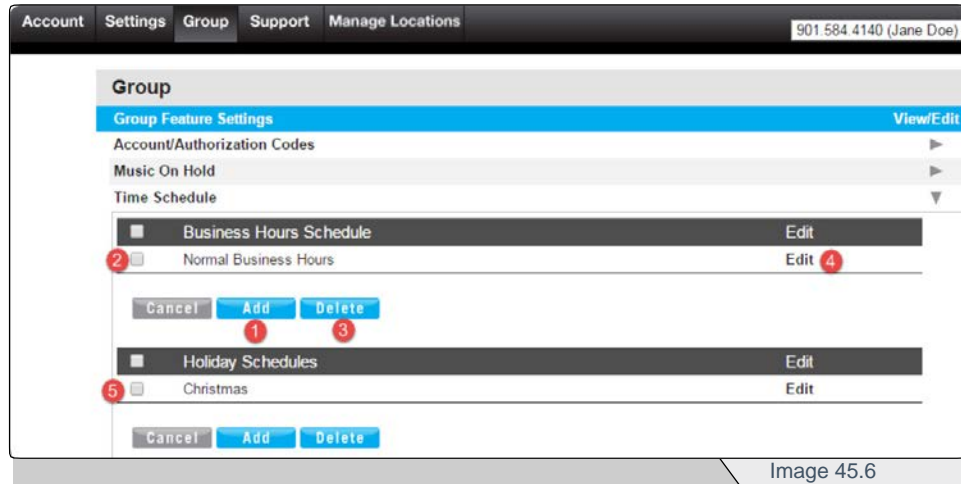 Account Settings Group Support Manage Locations
901.584.4140 (Jane Doe)
Group
Group Feature Settings View/Edit
Account/Authorization Codes
Music On Hold
Time Schedule
Business Hours Schedule Edit
2 Normal Business Hours Edit 4
Cancel Add Delete
1 3
Holiday Schedules Edit
5 Christmas Edit
Cancel Add Delete
Image 45.6